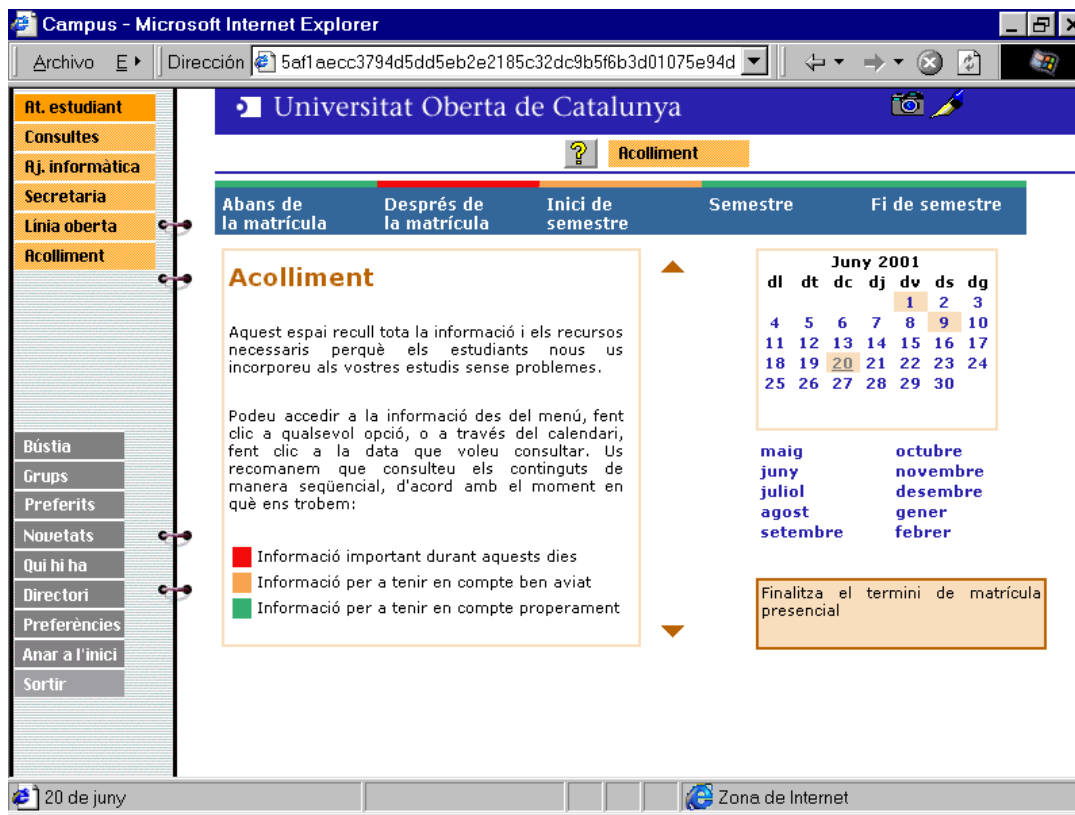 Campus - Microsoft Internet Explorer
Archivo E Dirección 5af1aecc3794d5dd5eb2e2185c32dc9b5f6b3d01075e94d
At. estudiant
Consultes
Aj. informàtica
Secretaria
Línia oberta
Acolliment
Bústia
Grups
Preferits
Novetats
Qui hi ha
Directori
Preferències
Anar a l'inici
Sortir
Universitat Oberta de Catalunya
? Acolliment
Abans de
la matrícula
Després de
la matrícula
Inici de
semestre
Semestre
Fi de semestre
Acolliment
Aquest espai recull tota la informació i els recursos
necessaris perquè els estudiants nous us
incorporeu als vostres estudis sense problemes.
Podeu accedir a la informació des del menú, fent
clic a qualsevol opció, o a través del calendari,
fent clic a la data que voleu consultar. Us
recomanem que consulteu els continguts de
manera seqüencial, d'acord amb el moment en
què ens trobem:
Informació important durant aquests dies
Informació per a tenir en compte ben aviat
Informació per a tenir en compte properament
Juny 2001
dl dt dc dj dv ds dg
1 2 3
4 5 6 7 8 9 10
11 12 13 14 15 16 17
18 19 20 21 22 23 24
25 26 27 28 29 30
maig octubre
juny novembre
juliol desembre
agost gener
setembre febrer
Finalitza el termini de matrícula
presencial
20 de juny
Zona de Internet